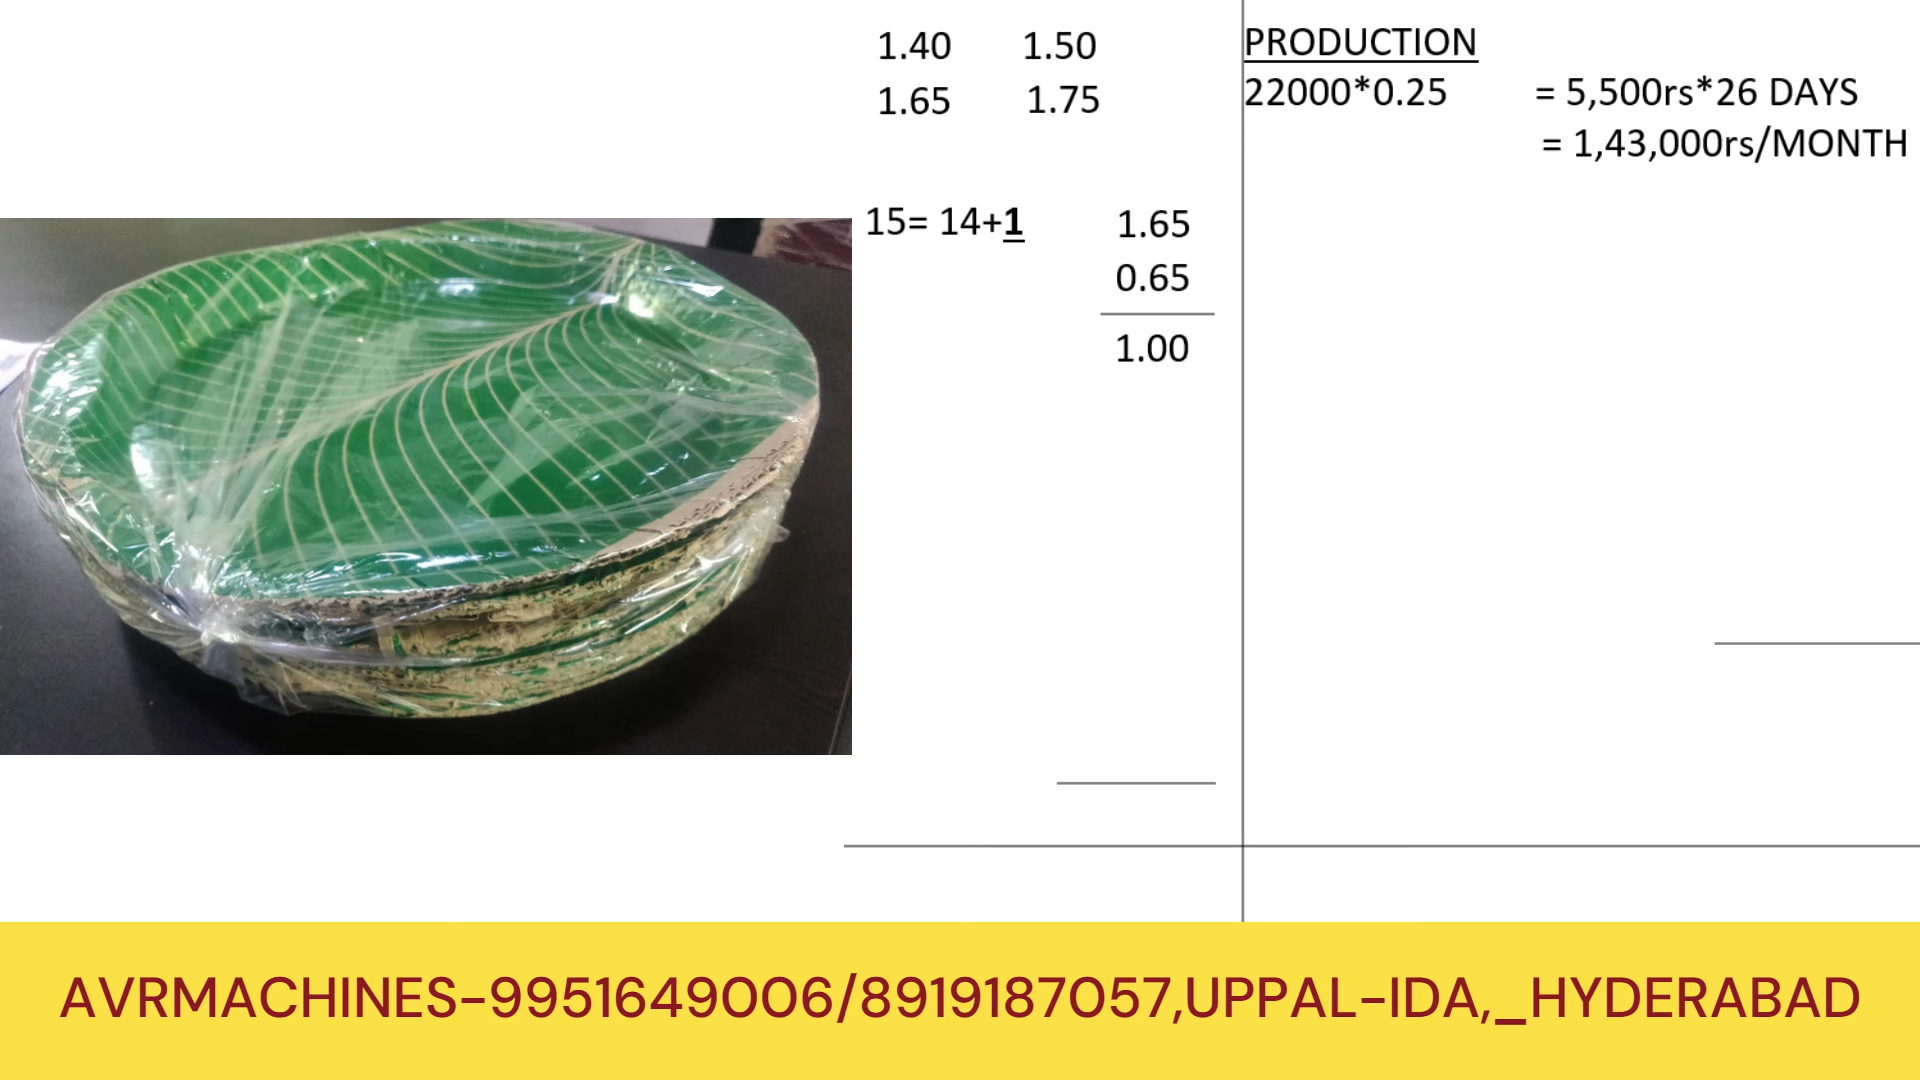 1.40 1.50
1.65 1.75
15= 14+1
1.65
0.65
1.00
PRODUCTION
22000*0.25 = 5,500rs*26 DAYS
= 1,43,000rs/MONTH
AVRMACHINES-9951649006/8919187057,UPPAL-IDA,_HYDERABAD